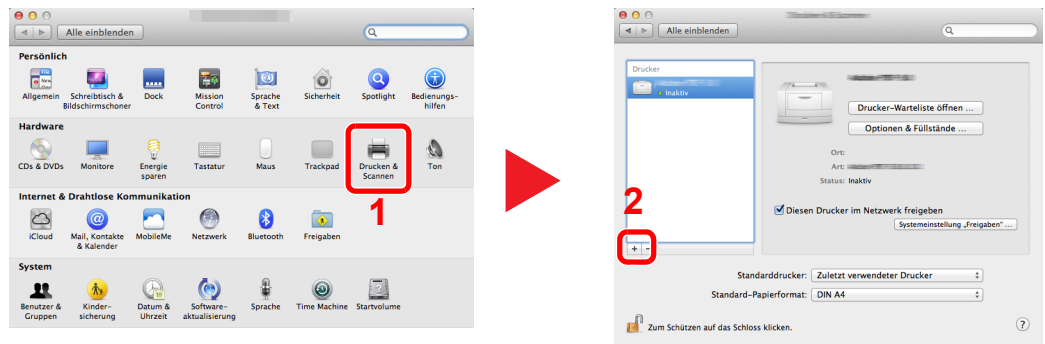 Alle einblenden
Persönlich
Allgemein
Schreibtisch & Bildschirmschoner
Dock
Mission Control
Sprache & Text
Sicherheit
Spotlight
Bedienungs-
hilfen
Hardware
CDs & DVDs
Monitore
Energie sparen
Tastatur
Maus
Trackpad
Drucken & Scannen
Ton
1
Internet & Drahtlose Kommunikation
iCloud
Mail, Kontakte & Kalender
MobileMe
Netzwerk
Bluetooth
Freigaben
System
Benutzer & Gruppen
Kinder-
sicherung
Datum & Uhrzeit
Software-
aktualisierung
Sprache
Time Machine
Startvolume
Alle einblenden
Drucker
Inaktiv
Drucker-Warteliste öffnen ...
Optionen & Füllstände ...
Ort:
Art:
Status: Inaktiv
2
Diesen Drucker im Netzwerk freigeben
Systemeinstellung „Freigaben“ ...
+ −
Standarddrucker: Zuletzt verwendeter Drucker
Standard-Papierformat: DIN A4
Zum Schützen auf das Schloss klicken.
?